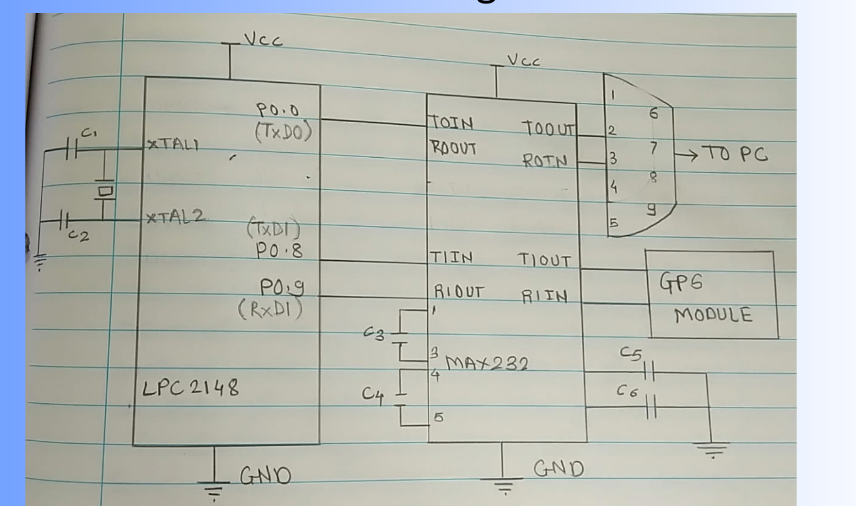 Vcc
Vcc
P0.0
(TxD0)
C1
XTAL1
XTAL2
C2
(TxD1)
P0.8
P0.9
(RxD1)
LPC2148
GND
T0IN
T0OUT
R0OUT
R0IN
T1IN
T1OUT
R1OUT
R1IN
1
C3
3
MAX232
4
C4
5
GND
1
6
2
7
3
8
4
9
5
TO PC
GPS
MODULE
C5
C6